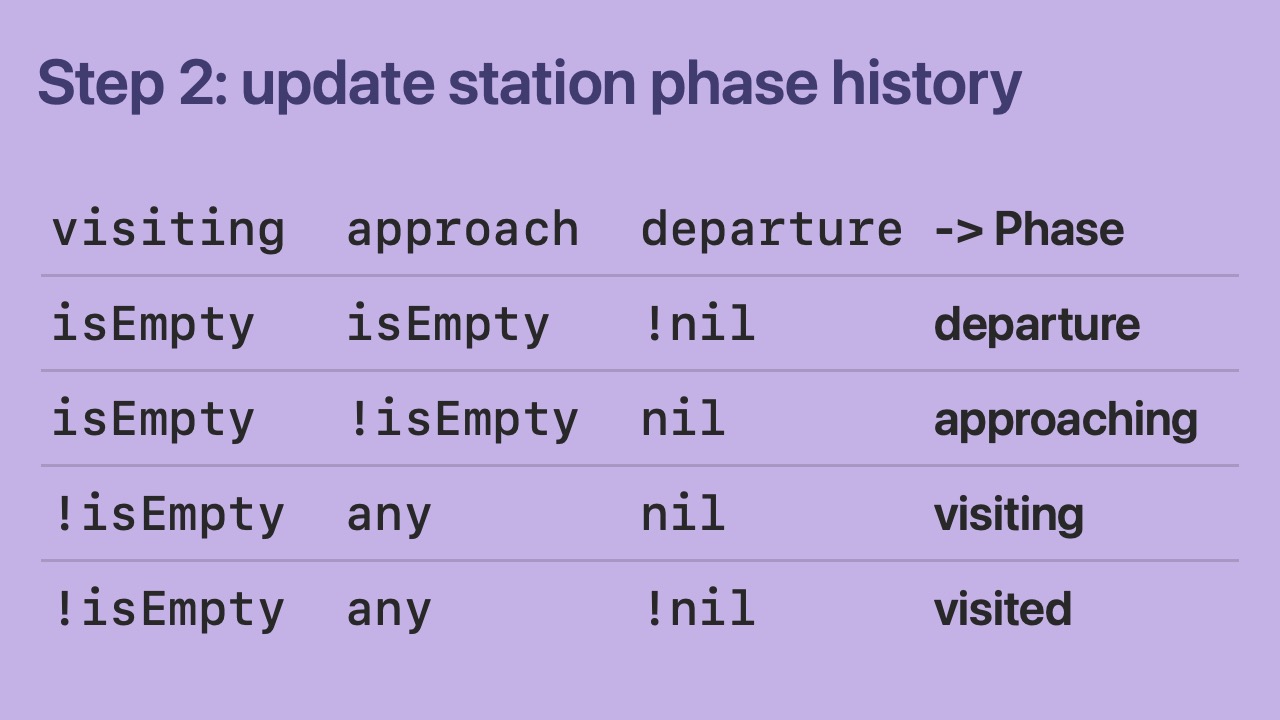 Step 2: update station phase history
visiting approach departure -> Phase
isEmpty isEmpty !nil departure
isEmpty !isEmpty nil approaching
!isEmpty any nil visiting
!isEmpty any !nil visited